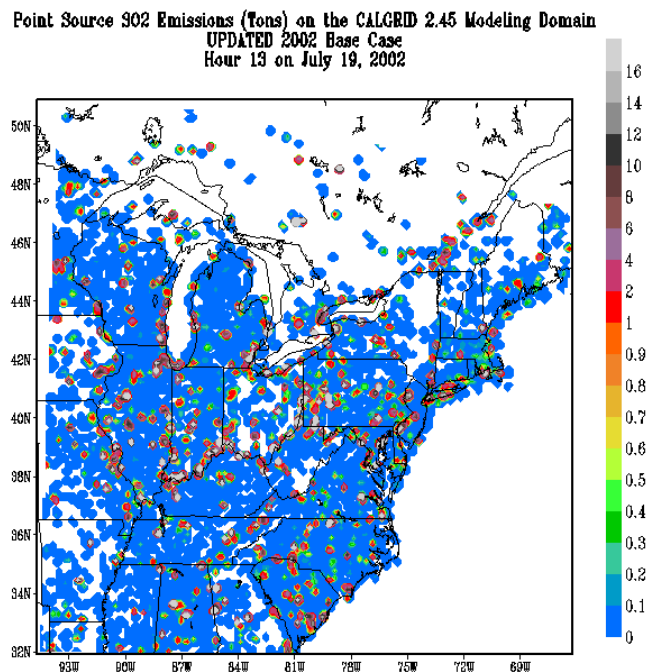 Point Source SO2 Emissions (Tons) on the CALGRID 2.45 Modeling Domain
UPDATED 2002 Base Case
Hour 13 on July 19, 2002
50N
48N
46N
44N
42N
40N
38N
36N
34N
32N
93W 90W 87W 84W 81W 78W 75W 72W 69W
16
14
12
10
8
6
4
2
1
0.9
0.8
0.7
0.6
0.5
0.4
0.3
0.2
0.1
0